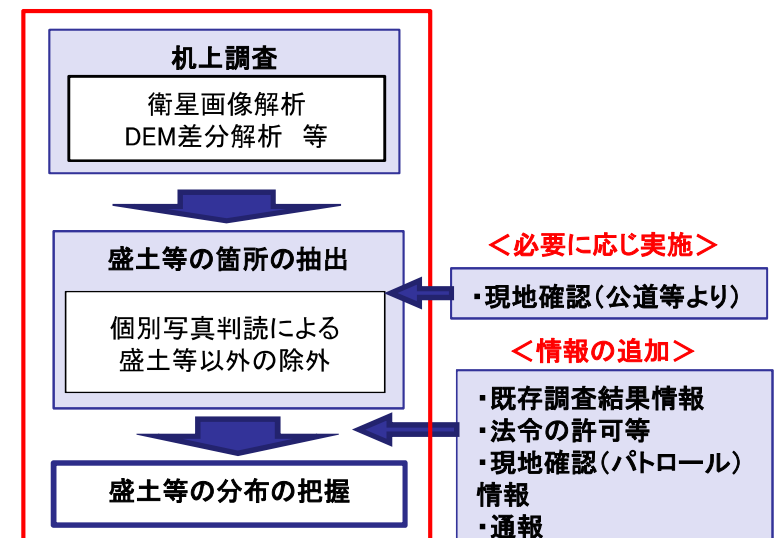 机上調査
衛星画像解析
DEM差分解析　等
盛土等の箇所の抽出
個別写真判読による
盛土等以外の除外
＜必要に応じ実施＞
・現地確認（公道等より）
＜情報の追加＞
・既存調査結果情報
・法令の許可等
・現地確認（パトロール）
情報
・通報
盛土等の分布の把握